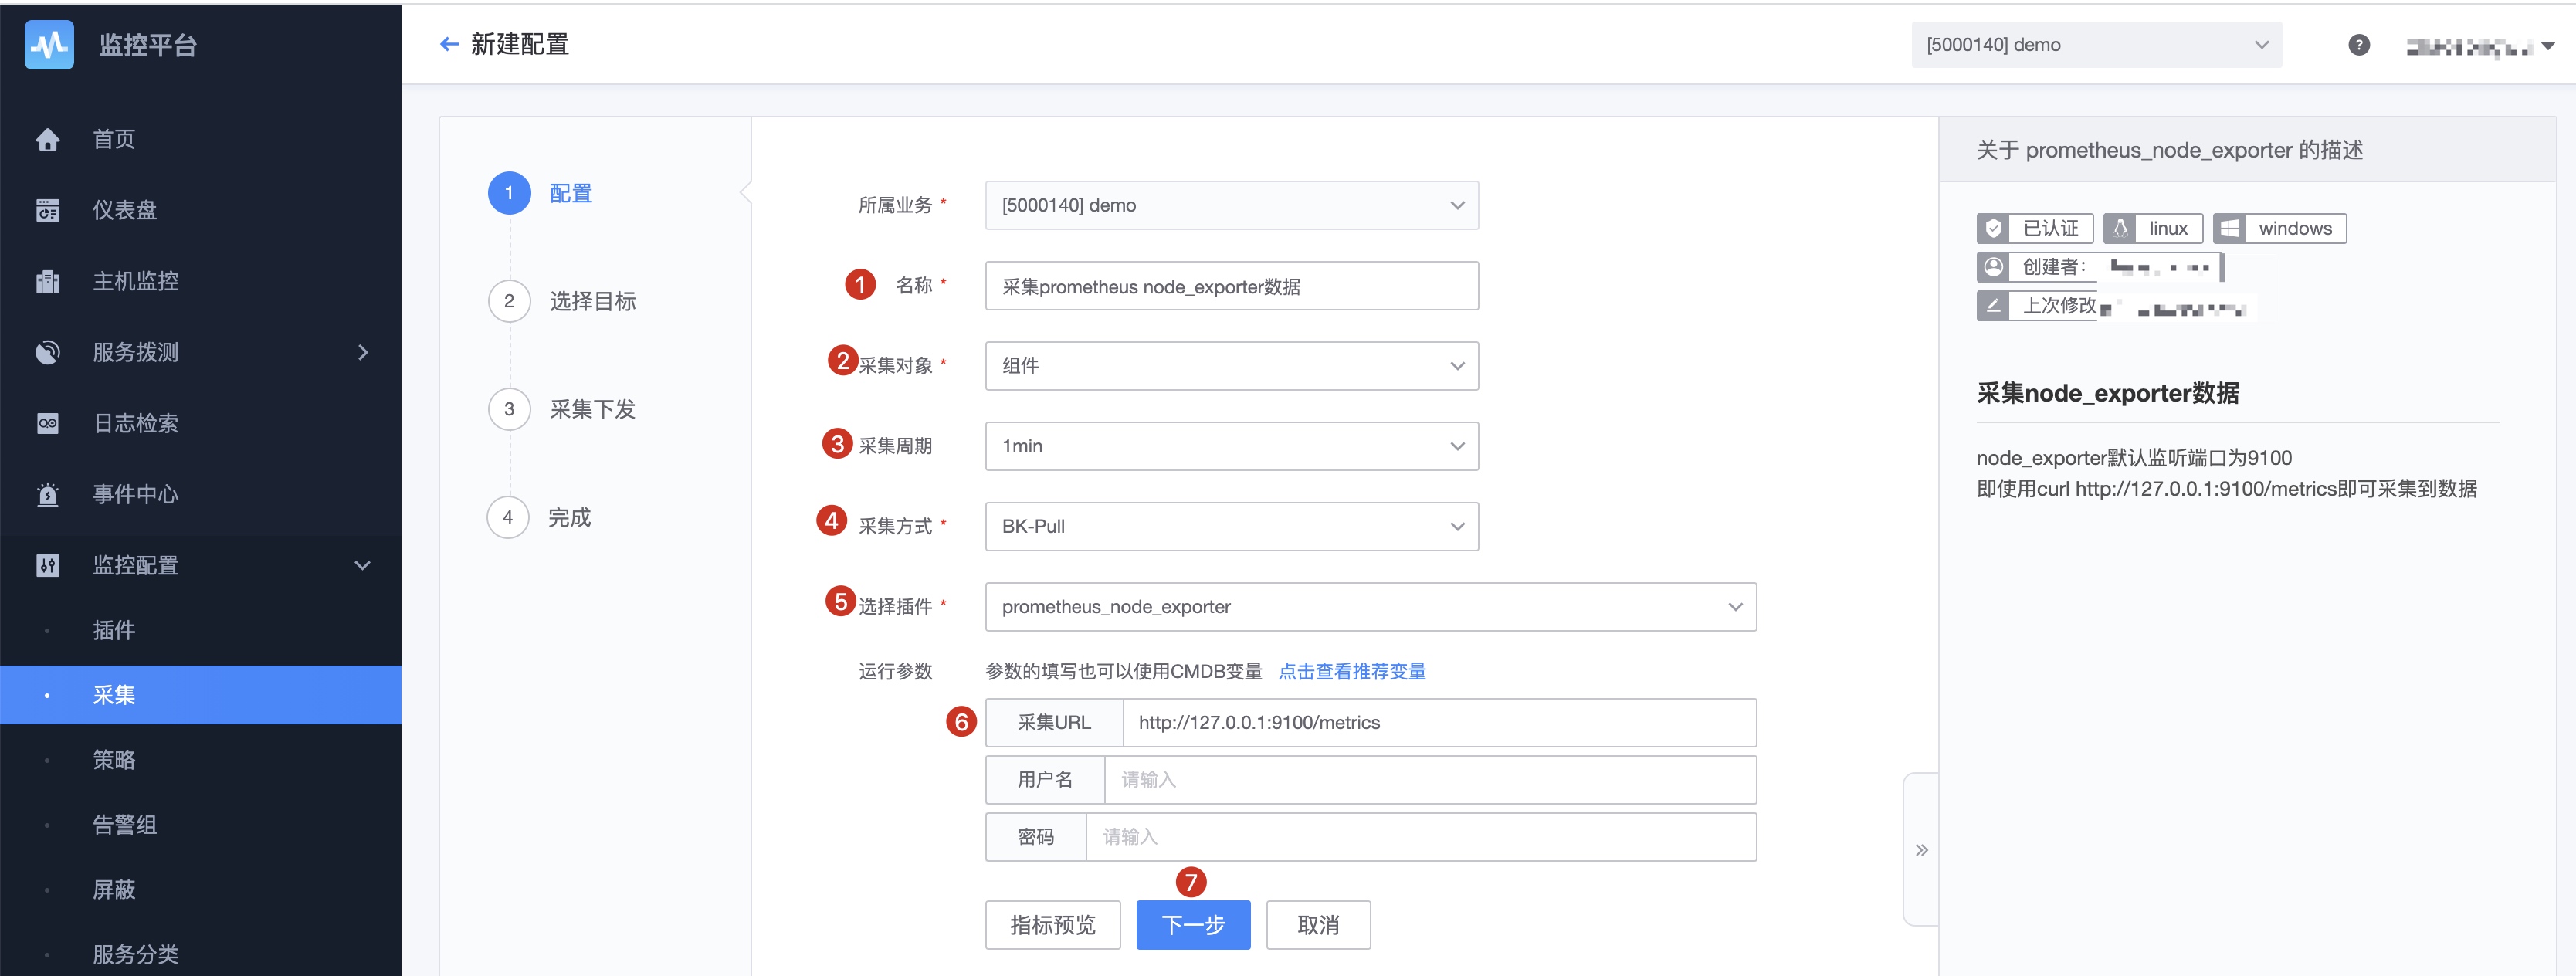 监控平台
首页
仪表盘
主机监控
服务拨测
日志检索
事件中心
监控配置
插件
采集
策略
告警组
屏蔽
服务分类
新建配置
[5000140] demo
1 配置
2 选择目标
3 采集下发
4 完成
所属业务 * [5000140] demo
1 名称 * 采集prometheus node_exporter数据
2 采集对象 * 组件
3 采集周期 1min
4 采集方式 * BK-Pull
5 选择插件 * prometheus_node_exporter
运行参数 参数的填写也可以使用CMDB变量 点击查看推荐变量
6 采集URL http://127.0.0.1:9100/metrics
用户名 请输入
密码 请输入
7
指标预览 下一步 取消
关于 prometheus_node_exporter 的描述
已认证 linux windows
创建者：
上次修改
采集node_exporter数据
node_exporter默认监听端口为9100
即使用curl http://127.0.0.1:9100/metrics即可采集到数据